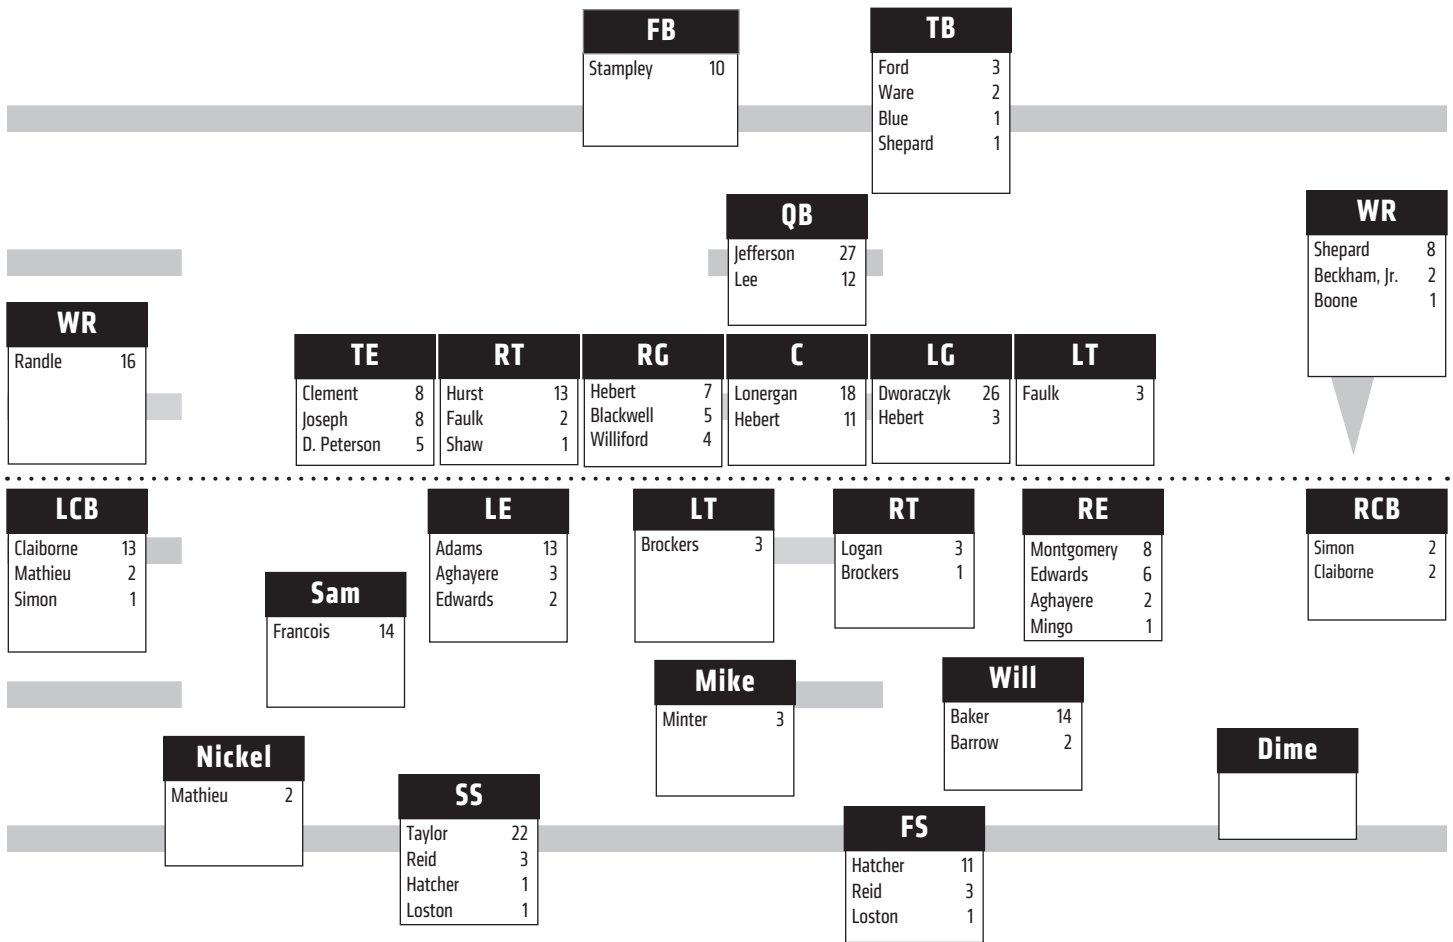 FB
Stampley 10
TB
Ford 3
Ware 2
Blue 1
Shepard 1
QB
Jefferson 27
Lee 12
WR
Shepard 8
Beckham, Jr. 2
Boone 1
WR
Randle 16
TE
Clement 8
Joseph 8
D. Peterson 5
RT
Hurst 13
Faulk 2
Shaw 1
RG
Hebert 7
Blackwell 5
Williford 4
C
Lonergan 18
Hebert 11
LG
Dworaczyk 26
Hebert 3
LT
Faulk 3
LCB
Claiborne 13
Mathieu 2
Simon 1
Sam
Francois 14
LE
Adams 13
Aghayere 3
Edwards 2
LT
Brockers 3
RT
Logan 3
Brockers 1
RE
Montgomery 8
Edwards 6
Aghayere 2
Mingo 1
RCB
Simon 2
Claiborne 2
Mike
Minter 3
Will
Baker 14
Barrow 2
Nickel
Mathieu 2
SS
Taylor 22
Reid 3
Hatcher 1
Loston 1
FS
Hatcher 11
Reid 3
Loston 1
Dime